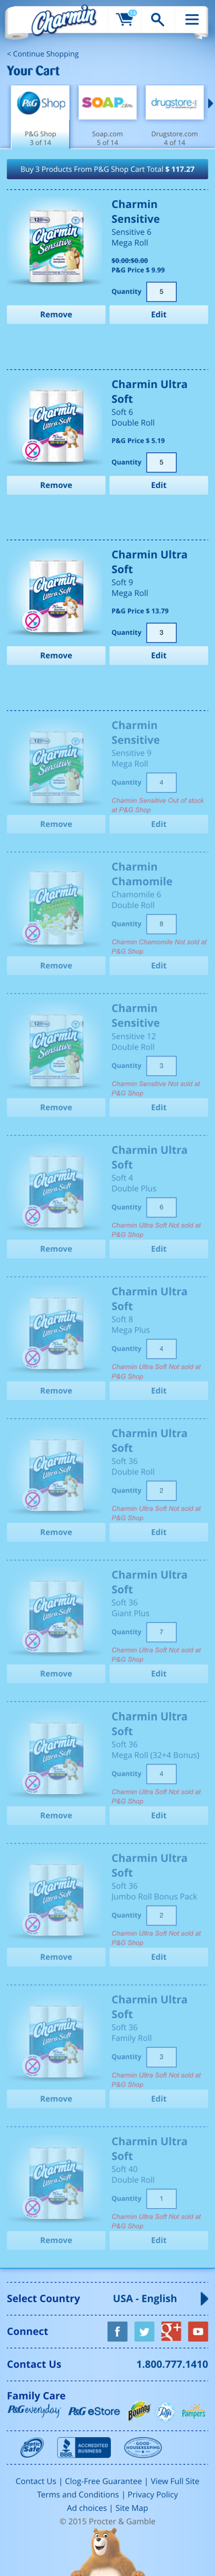 Charmin
< Continue Shopping
Your Cart
P&G Shop
SOAP.com
drugstore
P&G Shop
3 of 14
Soap.com
5 of 14
Drugstore.com
4 of 14
Buy 3 Products From P&G Shop Cart Total $ 117.27
Charmin
Sensitive
Sensitive 6
Mega Roll
$0.00:$0.00
P&G Price $ 9.99
Quantity 5
Remove Edit
Charmin Ultra
Soft
Soft 6
Double Roll
P&G Price $ 5.19
Quantity 5
Remove Edit
Charmin Ultra
Soft
Soft 9
Mega Roll
P&G Price $ 13.79
Quantity 3
Remove Edit
Charmin
Sensitive
Sensitive 9
Mega Roll
Quantity 4
Charmin Sensitive Out of stock
at P&G Shop
Remove Edit
Charmin
Chamomile
Chamomile 6
Double Roll
Quantity 8
Charmin Chamomile Not sold at
P&G Shop
Remove Edit
Charmin
Sensitive
Sensitive 12
Double Roll
Quantity 3
Charmin Sensitive Not sold at
P&G Shop
Remove Edit
Charmin Ultra
Soft
Soft 4
Double Plus
Quantity 6
Charmin Ultra Soft Not sold at
P&G Shop
Remove Edit
Charmin Ultra
Soft
Soft 8
Mega Plus
Quantity 4
Charmin Ultra Soft Not sold at
P&G Shop
Remove Edit
Charmin Ultra
Soft
Soft 36
Double Roll
Quantity 2
Charmin Ultra Soft Not sold at
P&G Shop
Remove Edit
Charmin Ultra
Soft
Soft 36
Giant Plus
Quantity 7
Charmin Ultra Soft Not sold at
P&G Shop
Remove Edit
Charmin Ultra
Soft
Soft 36
Mega Roll (32+4 Bonus)
Quantity 4
Charmin Ultra Soft Not sold at
P&G Shop
Remove Edit
Charmin Ultra
Soft
Soft 36
Jumbo Roll Bonus Pack
Quantity 2
Charmin Ultra Soft Not sold at
P&G Shop
Remove Edit
Charmin Ultra
Soft
Soft 36
Family Roll
Quantity 3
Charmin Ultra Soft Not sold at
P&G Shop
Remove Edit
Charmin Ultra
Soft
Soft 40
Double Roll
Quantity 1
Charmin Ultra Soft Not sold at
P&G Shop
Remove Edit
Select Country USA - English
Connect
Contact Us 1.800.777.1410
Family Care
P&G everyday P&G eStore Bounty Puffs Pampers
Septic Safe BBB ACCREDITED BUSINESS GOOD HOUSEKEEPING
Contact Us | Clog-Free Guarantee | View Full Site
Terms and Conditions | Privacy Policy
Ad choices | Site Map
© 2015 Procter & Gamble